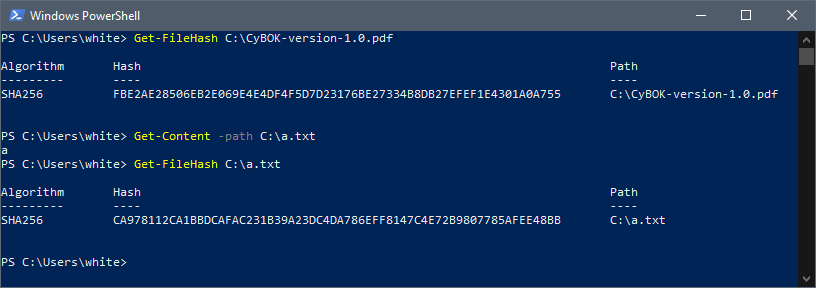 Windows PowerShell
PS C:\Users\white> Get-FileHash C:\CyBOK-version-1.0.pdf
Algorithm Hash Path
--------- ---- ----
SHA256 FBE2AE28506EB2E069E4E4DF4F5D7D23176BE27334B8DB27EFEF1E4301A0A755 C:\CyBOK-version-1.0.pdf
PS C:\Users\white> Get-Content -path C:\a.txt
a
PS C:\Users\white> Get-FileHash C:\a.txt
Algorithm Hash Path
--------- ---- ----
SHA256 CA978112CA1BBDCAFAC231B39A23DC4DA786EFF8147C4E72B9807785AFEE48BB C:\a.txt
PS C:\Users\white>